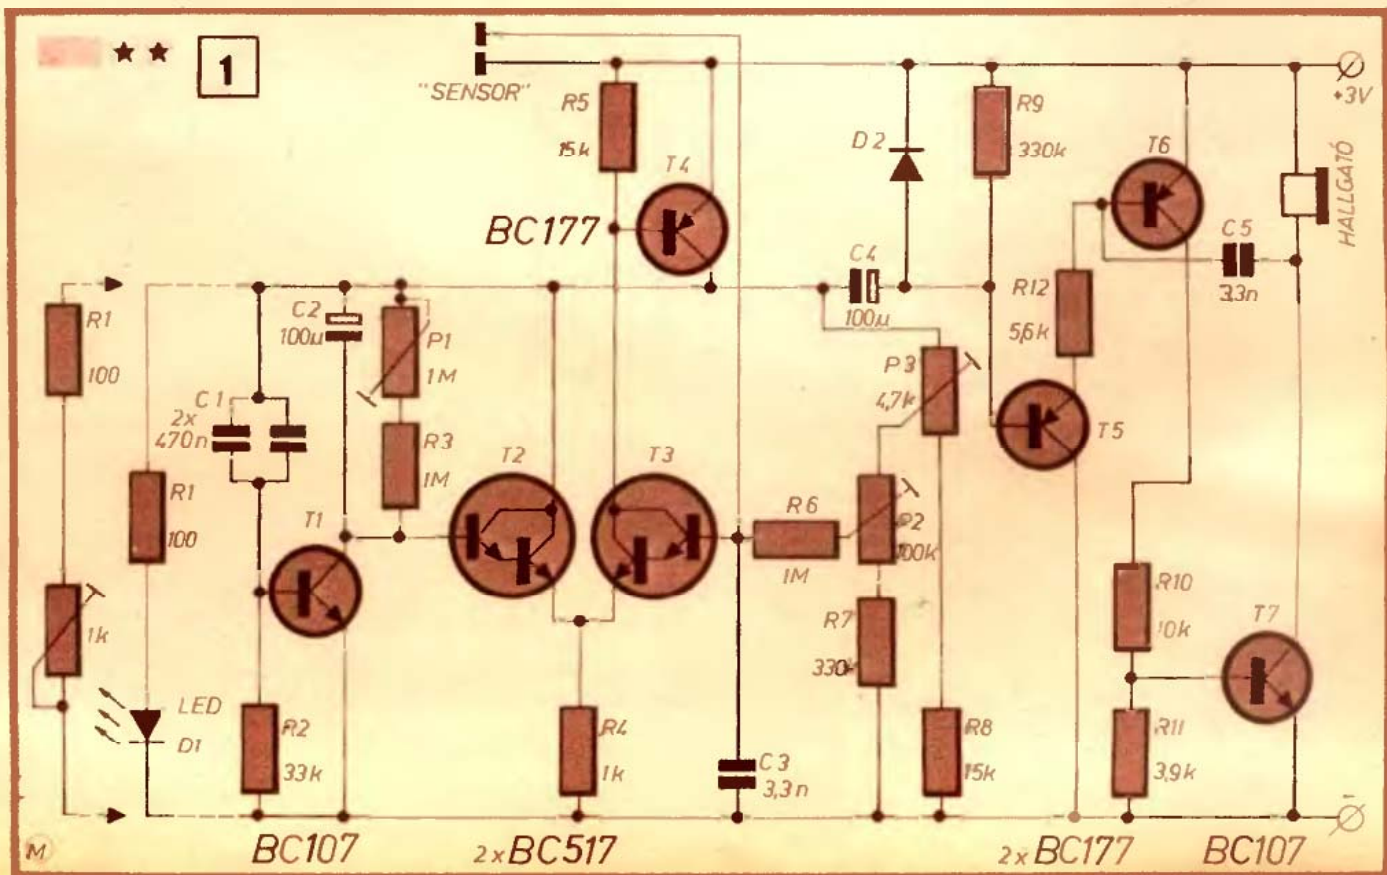 1
"SENSOR"
+3V
R5
15k
T4
BC177
D2
R9
330k
T6
HALLGATÓ
C5
3,3n
R1
100
C2
100µ
P1
1M
C4
100µ
R12
5,6k
P3
4,7k
C1
2x
470n
R3
1M
T2
T3
T5
R1
100
T1
R6
1M
P2
100k
1k
R7
330k
R10
10k
T7
LED
D1
R2
33k
R4
1k
C3
3,3n
R8
15k
R11
3,9k
M
BC107
2xBC517
2xBC177
BC107